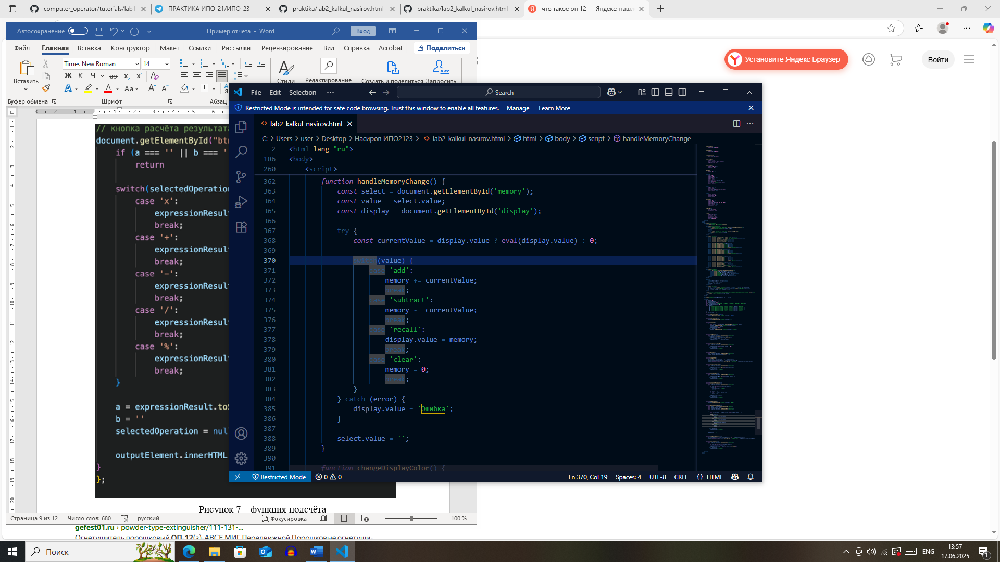 computer_operator/tutorials/lab1
ПРАКТИКА ИПО-21/ИПО-23
praktika/lab2_kalkul_nasirov.html
praktika/lab2_kalkul_nasirov.html
что такое оп 12 — Яндекс: нашл
Автосохранение
Пример отчета - Word
Вход
Файл Главная Вставка Конструктор Макет Ссылки Рассылки Рецензирование Вид Справка Acrobat Поделиться
Times New Roman 14
Вставить
Стили
Редактирование
Создать и поделиться Запросить
Буфер обмена Шрифт Абзац
Установите Яндекс Браузер
Войти
// кнопка расчёта результата
document.getElementById("bt
if (a === '' || b === '
return
switch(selectedOperation
case 'x':
expressionResul
break;
case '+':
expressionResul
break;
case '-':
expressionResul
break;
case '/':
expressionResul
break;
case '%':
expressionResul
break;
}
a = expressionResult.to
b = ''
selectedOperation = nul
outputElement.innerHTML
}
};
Рисунок 7 – функция подсчёта
Страница 9 из 12 Число слов: 680 русский Фокусировка 100 %
gefest01.ru › powder-type-extinguisher/111-131-...
Огнетушитель порошковый ОП-12(з)-АВСЕ МИГ Передвижной Порошковые огнетуши-
File Edit Selection ··· Search
Restricted Mode is intended for safe code browsing. Trust this window to enable all features. Manage Learn More
lab2_kalkul_nasirov.html
C: > Users > user > Desktop > Насиров ИПО2123 > lab2_kalkul_nasirov.html > html > body > script > handleMemoryChange
2 <html lang="ru">
186 <body>
260 <script>
362 function handleMemoryChange() {
363 const select = document.getElementById('memory');
364 const value = select.value;
365 const display = document.getElementById('display');
366
367 try {
368 const currentValue = display.value ? eval(display.value) : 0;
369
370 switch(value) {
371 case 'add':
372 memory += currentValue;
373 break;
374 case 'subtract':
375 memory -= currentValue;
376 break;
377 case 'recall':
378 display.value = memory;
379 break;
380 case 'clear':
381 memory = 0;
382 break;
383 }
384 } catch (error) {
385 display.value = 'Ошибка';
386 }
387
388 select.value = '';
389 }
390
391 function changeDisplayColor() {
Restricted Mode 0 0 Ln 370, Col 19 Spaces: 4 UTF-8 CRLF {} HTML
Поиск
ENG
13:57
17.06.2025
1